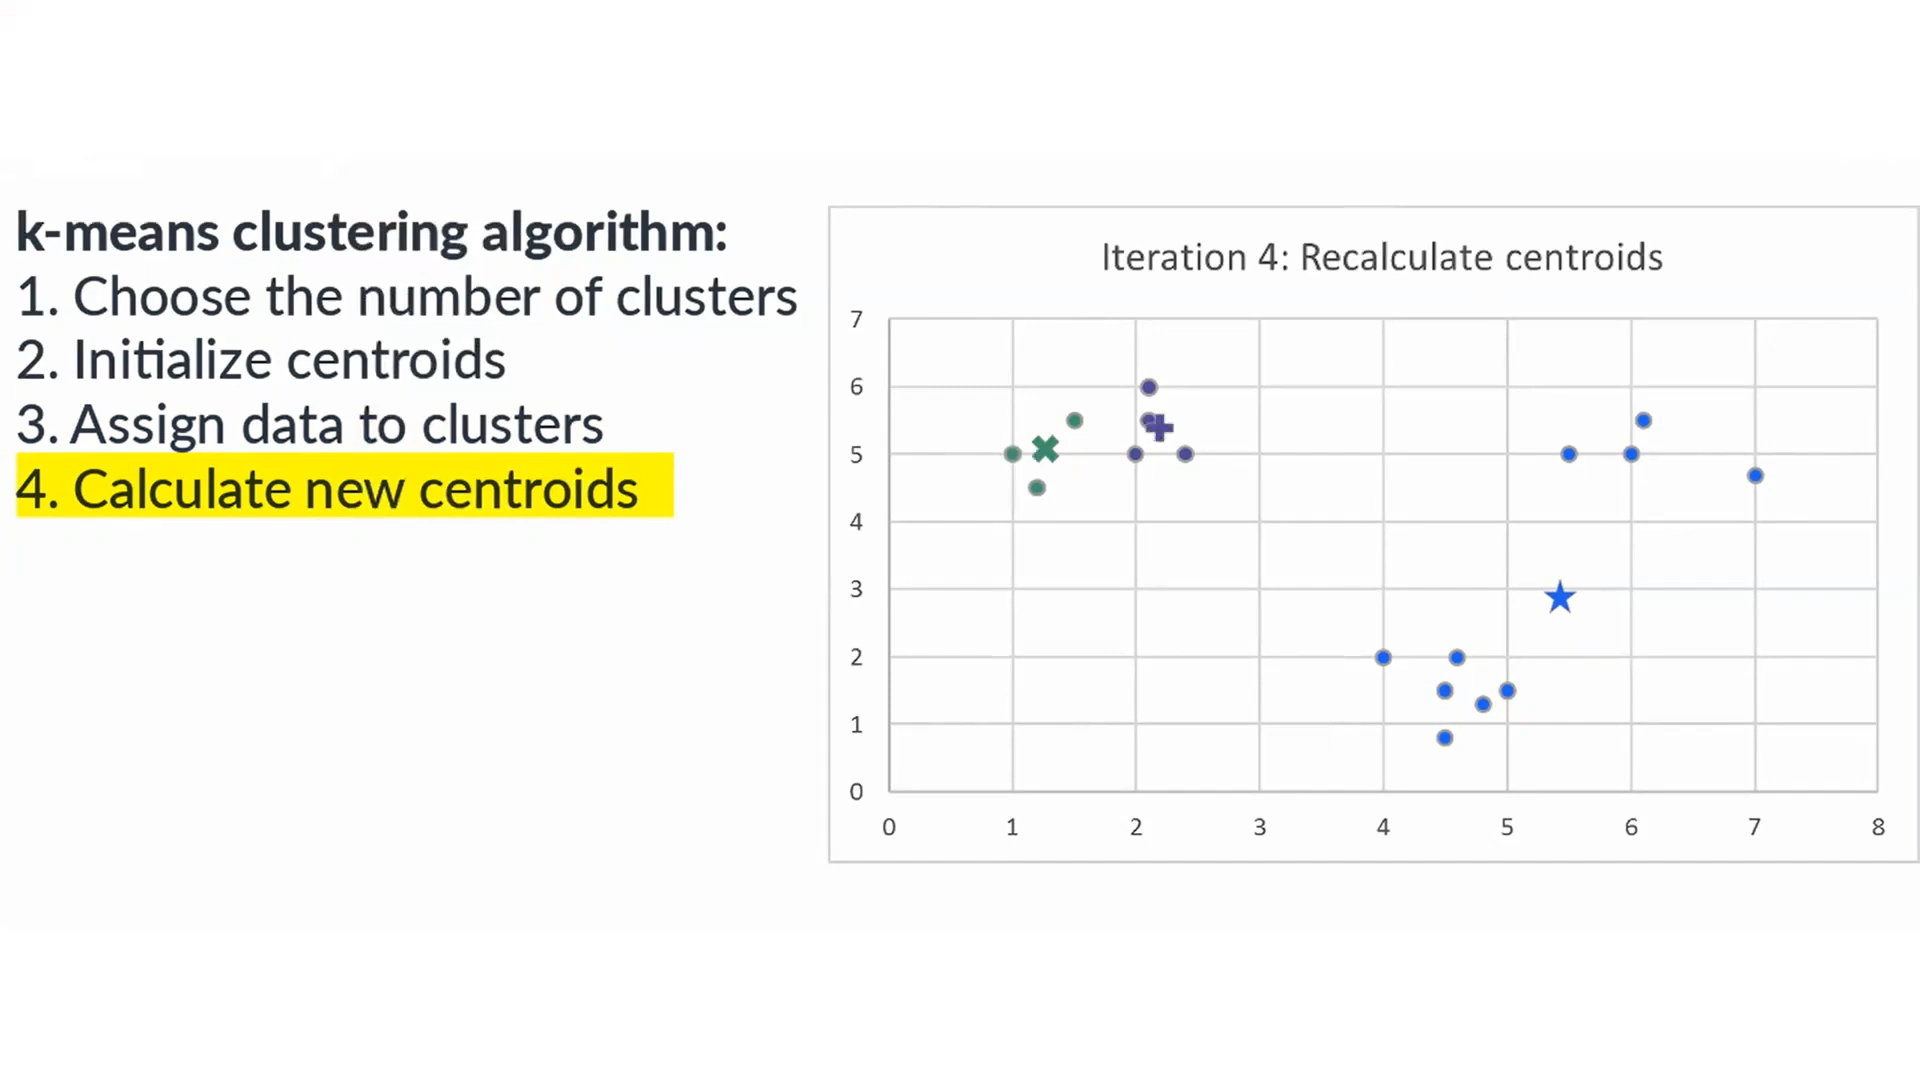 k-means clustering algorithm:
1. Choose the number of clusters
2. Initialize centroids
3. Assign data to clusters
4. Calculate new centroids
Iteration 4: Recalculate centroids
7
6
5
4
3
2
1
0
0 1 2 3 4 5 6 7 8